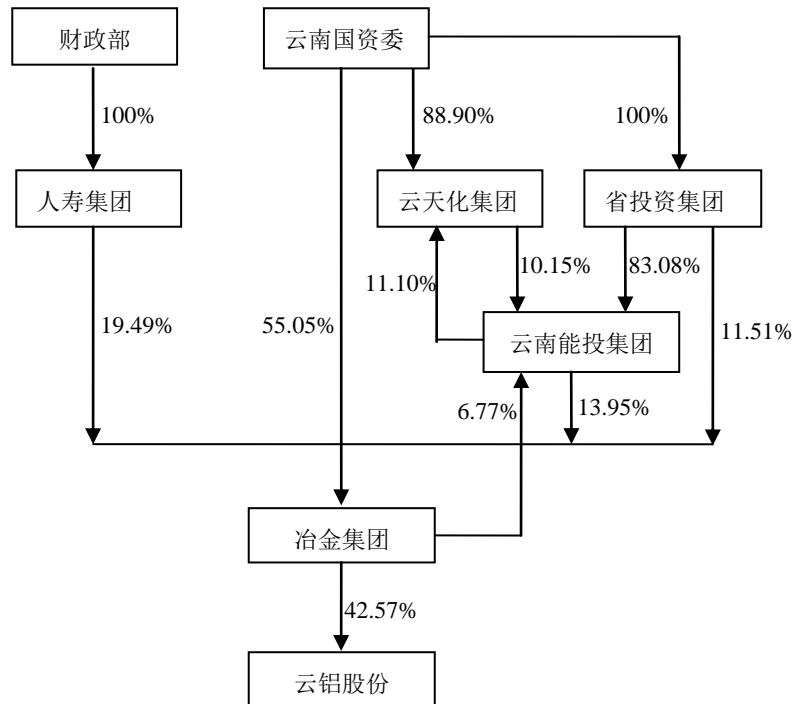 财政部
云南国资委
100%
88.90%
100%
人寿集团
云天化集团
省投资集团
10.15%
83.08%
11.10%
19.49%
55.05%
云南能投集团
11.51%
6.77%
13.95%
冶金集团
42.57%
云铝股份